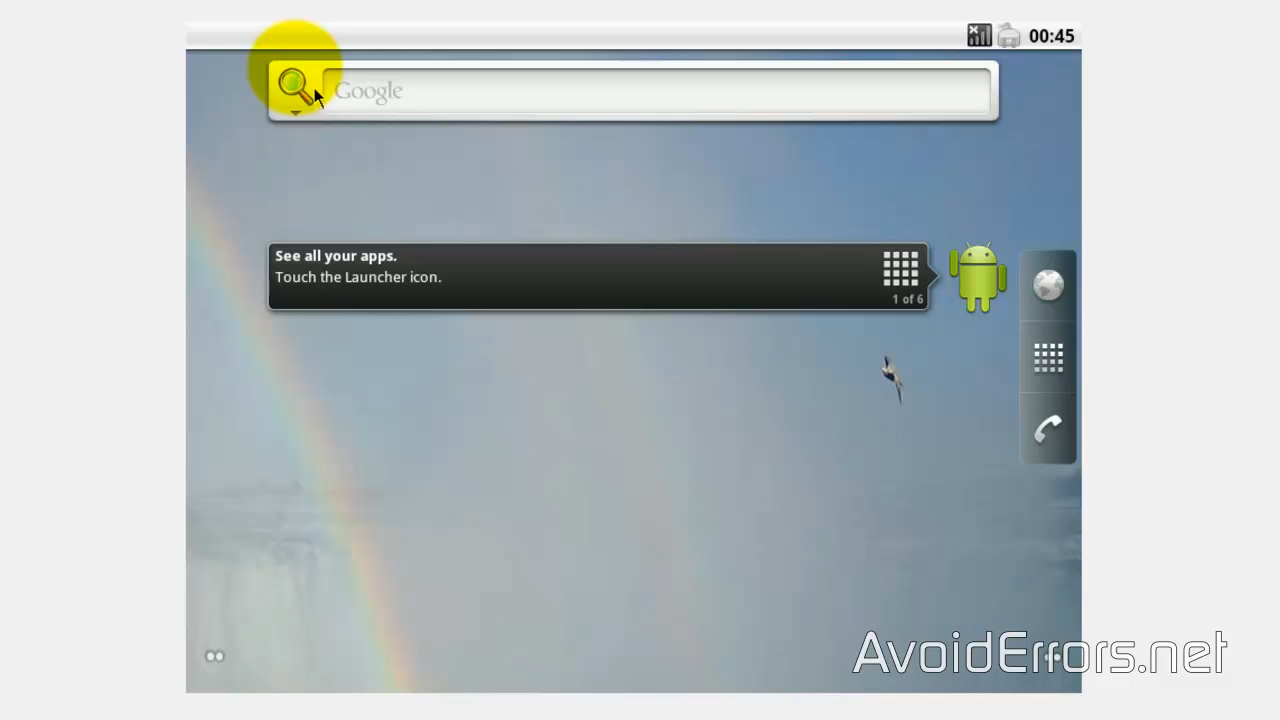 00:45
Google
See all your apps.
Touch the Launcher icon.
1 of 6
AvoidErrors.net